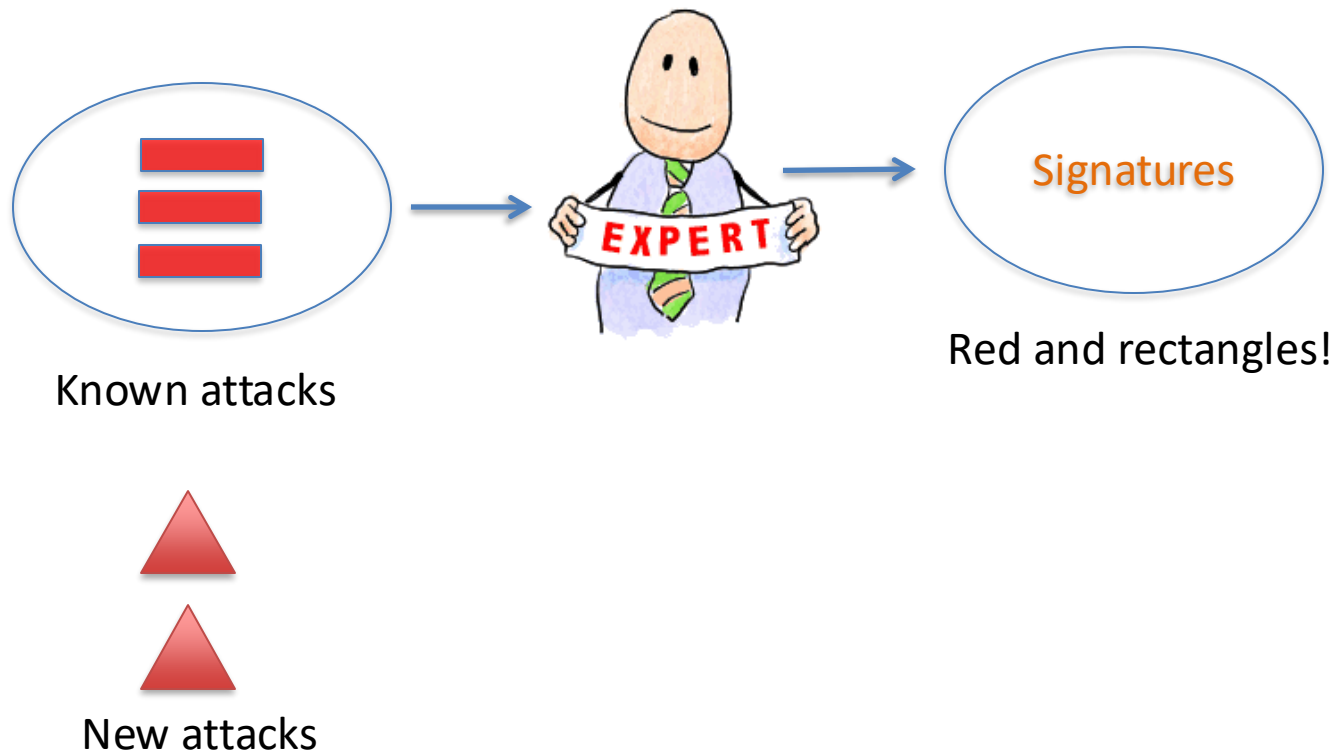 EXPERT
Signatures
Red and rectangles!
Known attacks
New attacks